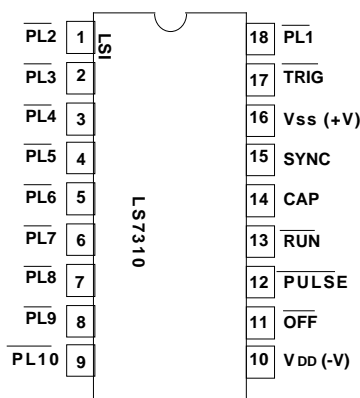 PL2 1 LSI 18 PL1
PL3 2 17 TRIG
PL4 3 16 Vss (+V)
PL5 4 15 SYNC
PL6 5 14 CAP
LS7310
PL7 6 13 RUN
PL8 7 12 PULSE
PL9 8 11 OFF
PL10 9 10 VDD (-V)